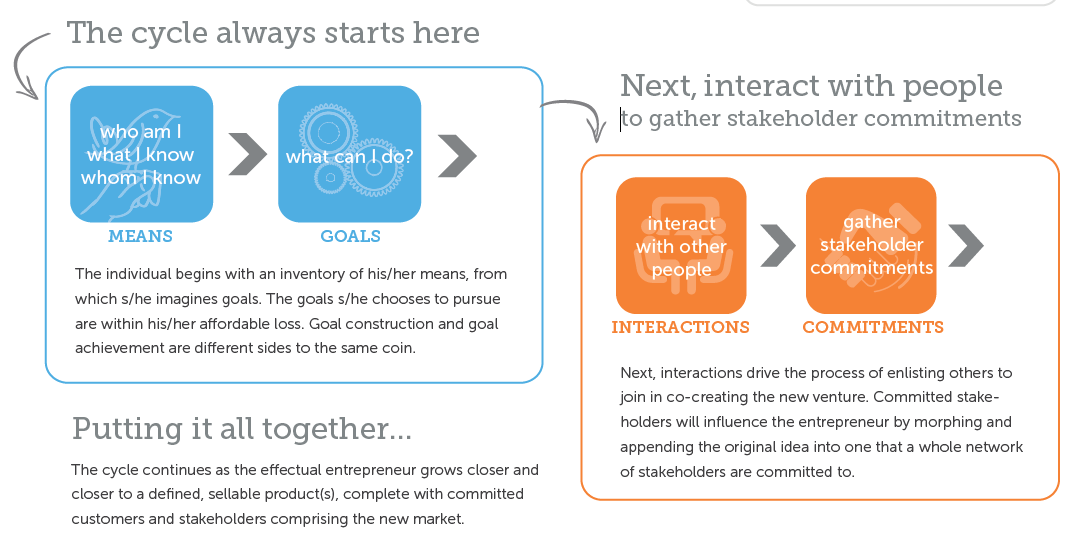 The cycle always starts here
who am I
what I know
whom I know
what can I do?
MEANS
GOALS
The individual begins with an inventory of his/her means, from
which s/he imagines goals. The goals s/he chooses to pursue
are within his/her affordable loss. Goal construction and goal
achievement are different sides to the same coin.
Next, interact with people
to gather stakeholder commitments
interact
with other
people
gather
stakeholder
commitments
INTERACTIONS
COMMITMENTS
Next, interactions drive the process of enlisting others to
join in co-creating the new venture. Committed stake-
holders will influence the entrepreneur by morphing and
appending the original idea into one that a whole network
of stakeholders are committed to.
Putting it all together...
The cycle continues as the effectual entrepreneur grows closer and
closer to a defined, sellable product(s), complete with committed
customers and stakeholders comprising the new market.